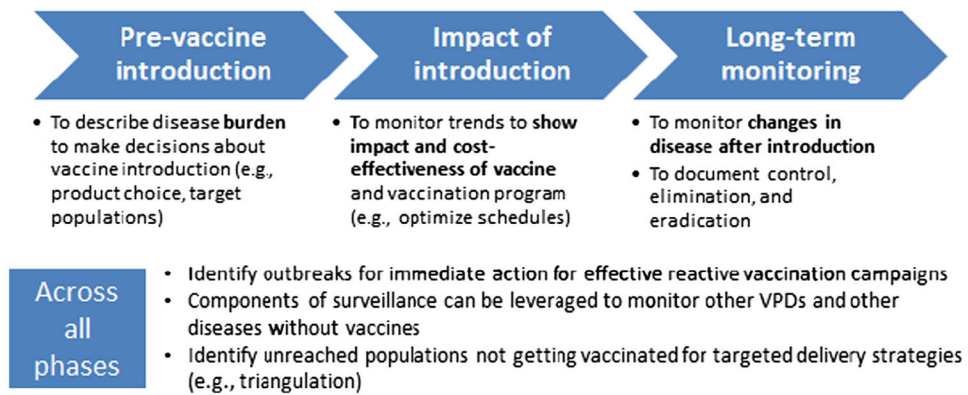 Pre-vaccine
introduction
Impact of
introduction
Long-term
monitoring
• To describe disease burden
to make decisions about
vaccine introduction (e.g.,
product choice, target
populations)
• To monitor trends to show
impact and cost-
effectiveness of vaccine
and vaccination program
(e.g., optimize schedules)
• To monitor changes in
disease after introduction
• To document control,
elimination, and
eradication
Across
all
phases
• Identify outbreaks for immediate action for effective reactive vaccination campaigns
• Components of surveillance can be leveraged to monitor other VPDs and other
diseases without vaccines
• Identify unreached populations not getting vaccinated for targeted delivery strategies
(e.g., triangulation)